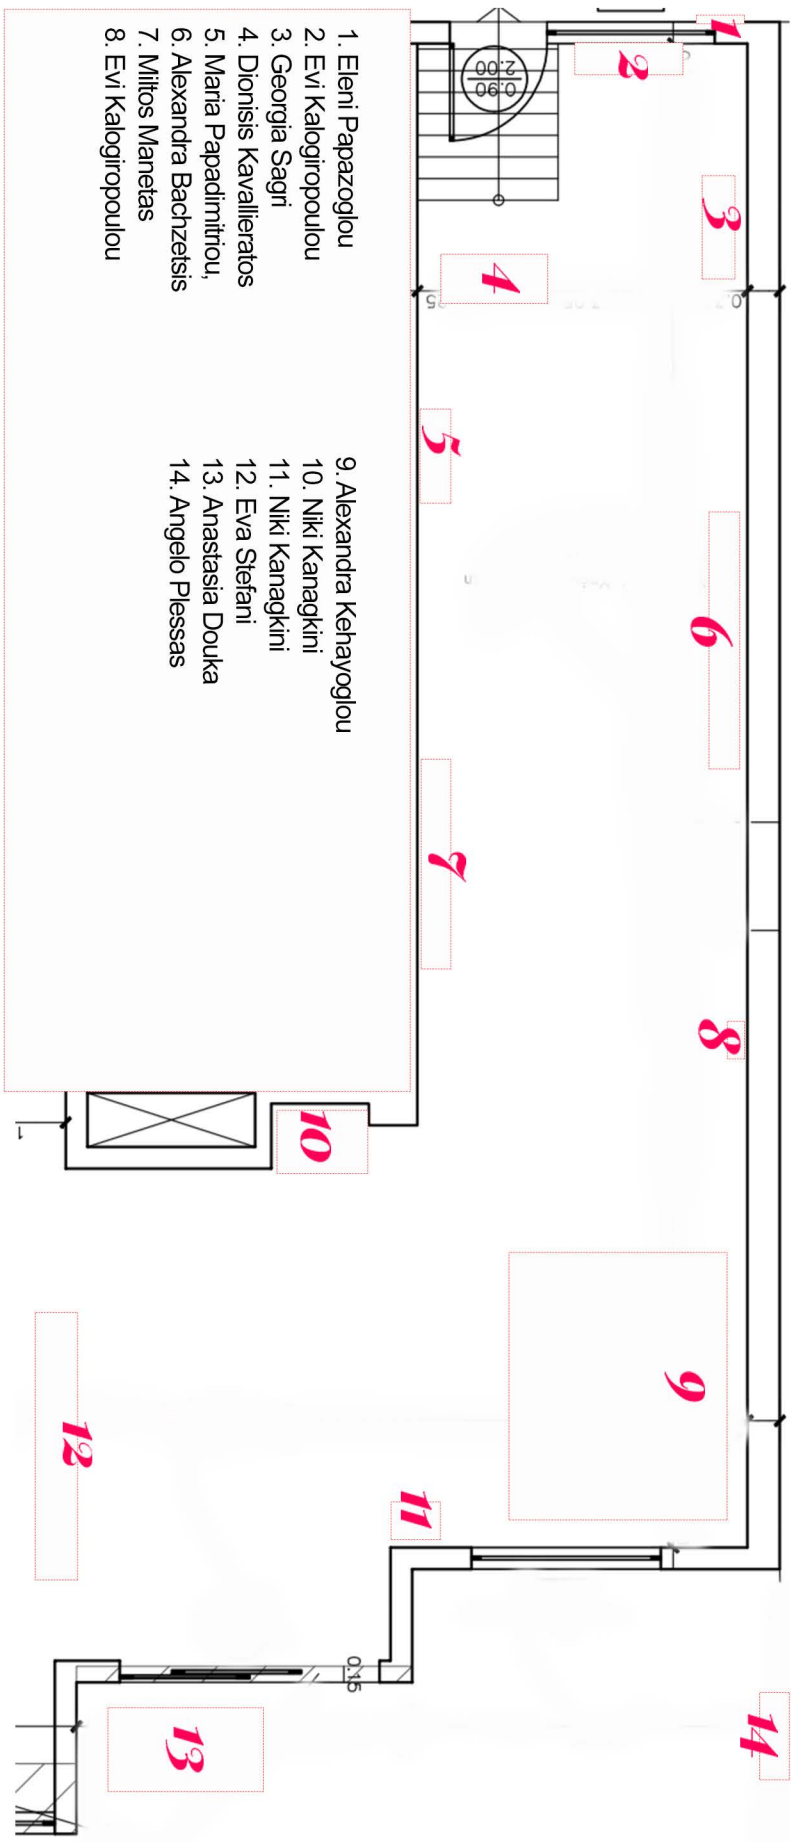 1. Eleni Papazoglou
2. Evi Kalogiropoulou
3. Georgia Sagri
4. Dionisis Kavallieratos
5. Maria Papadimitriou,
6. Alexandra Bachzetsis
7. Miltos Manetas
8. Evi Kalogiropoulou
9. Alexandra Kehayoglou
10. Niki Kanagkini
11. Niki Kanagkini
12. Eva Stefani
13. Anastasia Douka
14. Angelo Plessas
1
2
3
4
5
6
7
8
9
10
11
12
13
14
0.90
2.00
0.15
1